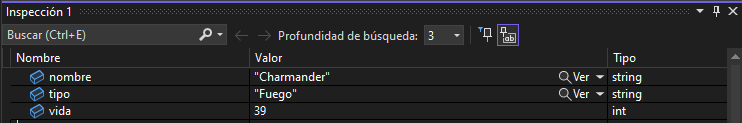 Inspección 1
Buscar (Ctrl+E) Profundidad de búsqueda: 3
Nombre Valor Tipo
nombre "Charmander" Ver string
tipo "Fuego" Ver string
vida 39 int